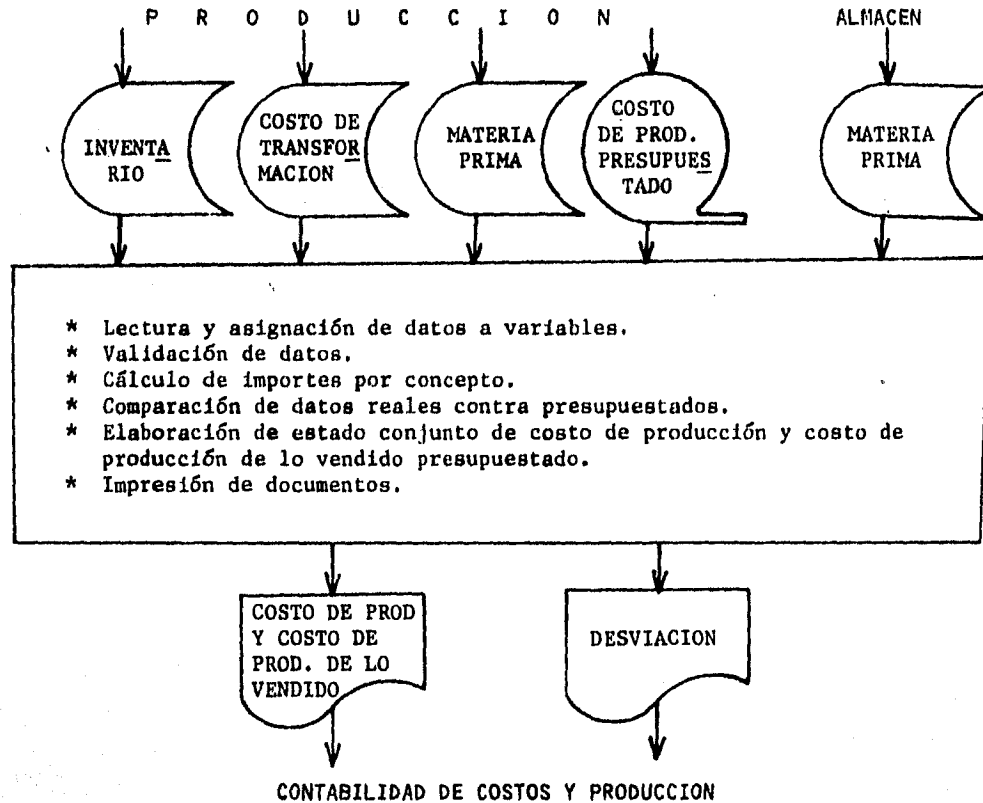 P R O D U C C I O N
ALMACEN
INVENTA
RIO
COSTO DE
TRANSFOR
MACION
MATERIA
PRIMA
COSTO
DE PROD.
PRESUPUES
TADO
MATERIA
PRIMA
* Lectura y asignación de datos a variables.
* Validación de datos.
* Cálculo de importes por concepto.
* Comparación de datos reales contra presupuestados.
* Elaboración de estado conjunto de costo de producción y costo de
producción de lo vendido presupuestado.
* Impresión de documentos.
COSTO DE PROD
Y COSTO DE
PROD. DE LO
VENDIDO
DESVIACION
CONTABILIDAD DE COSTOS Y PRODUCCION